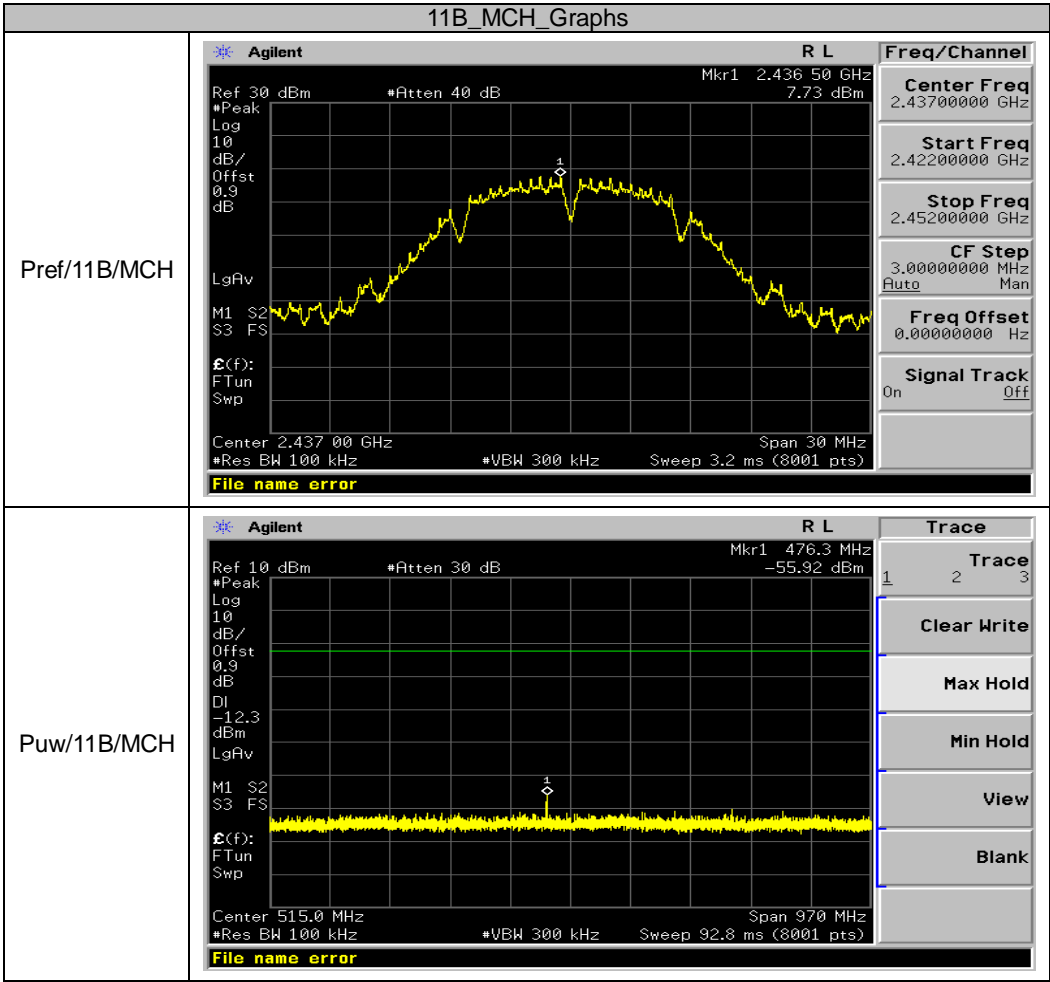 11B_MCH_Graphs
Pref/11B/MCH
Agilent R L
Mkr1 2.436 50 GHz
Ref 30 dBm #Atten 40 dB 7.73 dBm
#Peak
Log
10
dB/
Offst
0.9
dB
LgAv
M1 S2
S3 FS
£(f):
FTun
Swp
1
Center 2.437 00 GHz Span 30 MHz
#Res BW 100 kHz #VBW 300 kHz Sweep 3.2 ms (8001 pts)
File name error
Freq/Channel
Center Freq
2.43700000 GHz
Start Freq
2.42200000 GHz
Stop Freq
2.45200000 GHz
CF Step
3.00000000 MHz
Auto Man
Freq Offset
0.00000000 Hz
Signal Track
On Off
Puw/11B/MCH
Agilent R L
Mkr1 476.3 MHz
Ref 10 dBm #Atten 30 dB -55.92 dBm
#Peak
Log
10
dB/
Offst
0.9
dB
DI
-12.3
dBm
LgAv
M1 S2
S3 FS
£(f):
FTun
Swp
1
Center 515.0 MHz Span 970 MHz
#Res BW 100 kHz #VBW 300 kHz Sweep 92.8 ms (8001 pts)
File name error
Trace
Trace
1 2 3
Clear Write
Max Hold
Min Hold
View
Blank